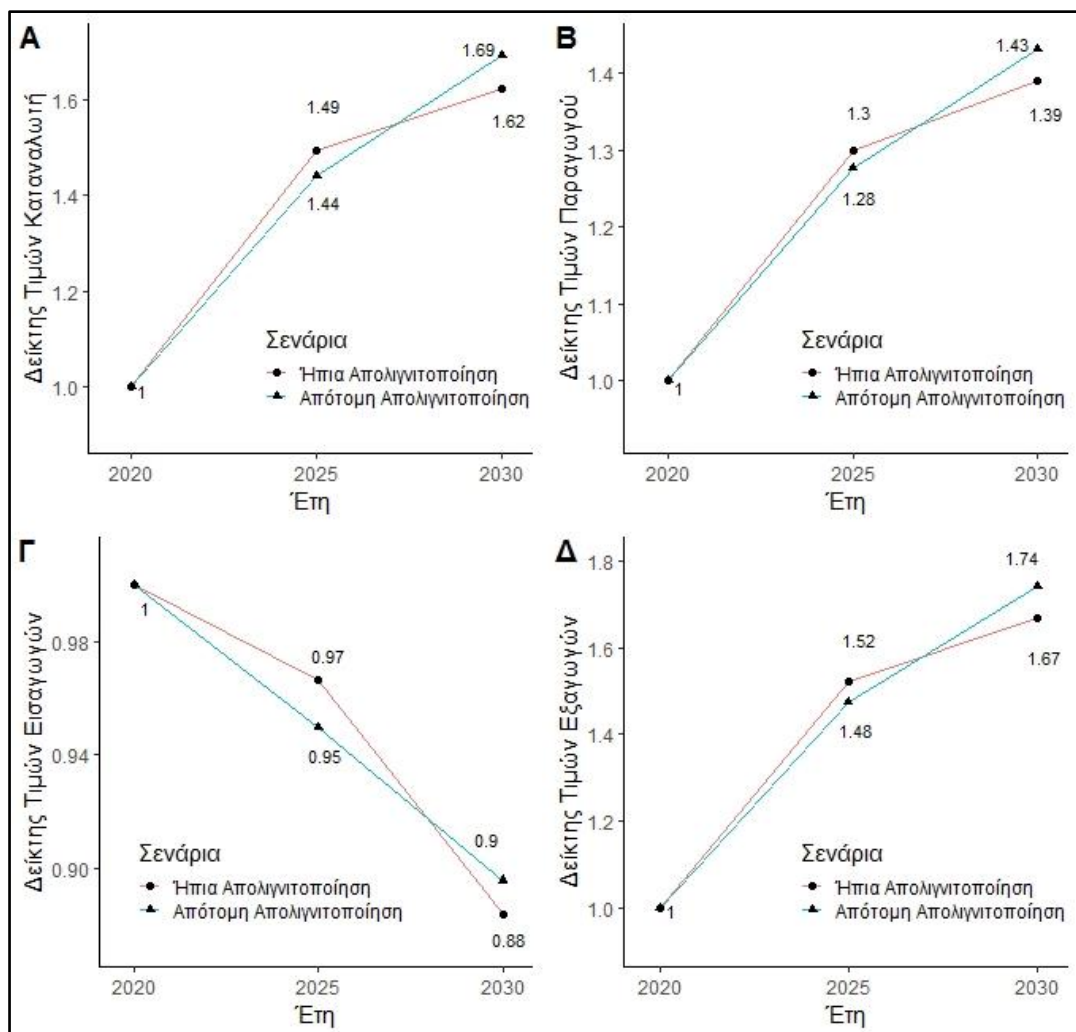 Α
Δείκτης Τιμών Καταναλωτή
1.6
1.4
1.2
1.0
1.69
1.49
1.62
1.44
1
Σενάρια
Ήπια Απολιγνιτοποίηση
Απότομη Απολιγνιτοποίηση
2020 2025 2030
Έτη
Β
Δείκτης Τιμών Παραγωγού
1.4
1.3
1.2
1.1
1.0
1.43
1.3
1.39
1.28
1
Σενάρια
Ήπια Απολιγνιτοποίηση
Απότομη Απολιγνιτοποίηση
2020 2025 2030
Έτη
Γ
Δείκτης Τιμών Εισαγωγών
0.98
0.94
0.90
1
0.97
0.95
0.9
0.88
Σενάρια
Ήπια Απολιγνιτοποίηση
Απότομη Απολιγνιτοποίηση
2020 2025 2030
Έτη
Δ
Δείκτης Τιμών Εξαγωγών
1.8
1.6
1.4
1.2
1.0
1.74
1.52
1.67
1.48
1
Σενάρια
Ήπια Απολιγνιτοποίηση
Απότομη Απολιγνιτοποίηση
2020 2025 2030
Έτη